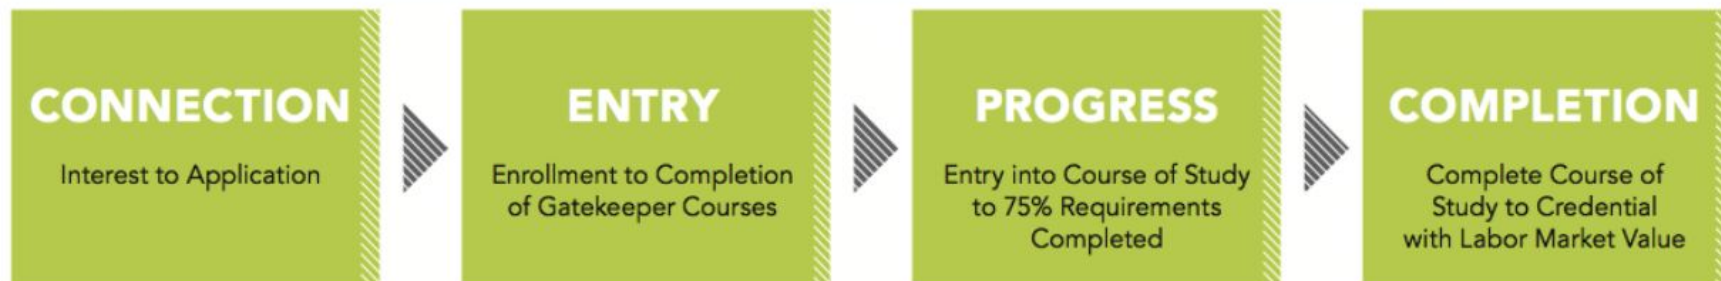 CONNECTION
Interest to Application
ENTRY
Enrollment to Completion
of Gatekeeper Courses
PROGRESS
Entry into Course of Study
to 75% Requirements
Completed
COMPLETION
Complete Course of
Study to Credential
with Labor Market Value